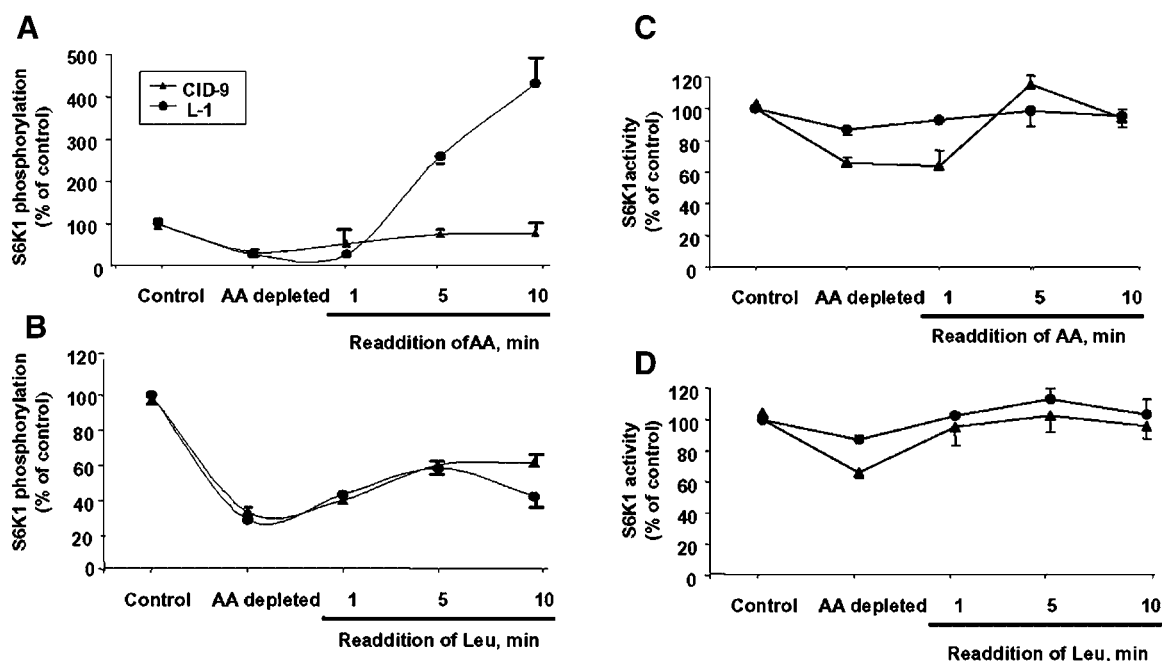 A
S6K1 phosphorylation
(% of control)
500
400
300
200
100
0
CID-9
L-1
Control AA depleted 1 5 10
Readdition ofAA, min
B
S6K1 phosphorylation
(% of control)
120
100
80
60
40
20
0
Control AA depleted 1 5 10
Readdition of Leu, min
C
S6K1activity
(% of control)
120
100
80
60
40
20
0
Control AA depleted 1 5 10
Readdition of AA, min
D
S6K1 activity
(% of control)
120
100
80
60
40
20
0
Control AA depleted 1 5 10
Readdition of Leu, min